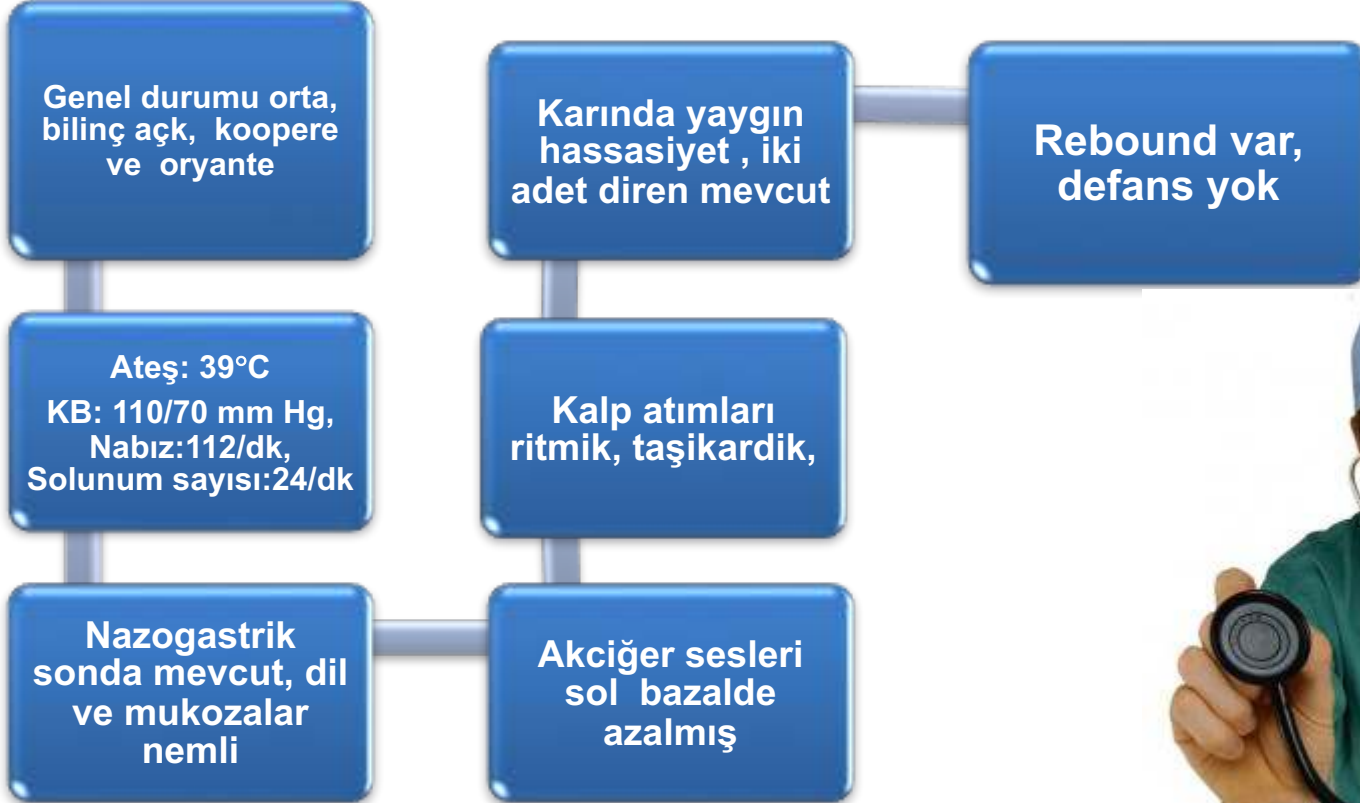 Genel durumu orta,
bilinç açk, koopere
ve oryante
Ateş: 39°C
KB: 110/70 mm Hg,
Nabız:112/dk,
Solunum sayısı:24/dk
Nazogastrik
sonda mevcut, dil
ve mukozalar
nemli
Akciğer sesleri
sol bazalde
azalmış
Kalp atımları
ritmik, taşikardik,
Karında yaygın
hassasiyet , iki
adet diren mevcut
Rebound var,
defans yok